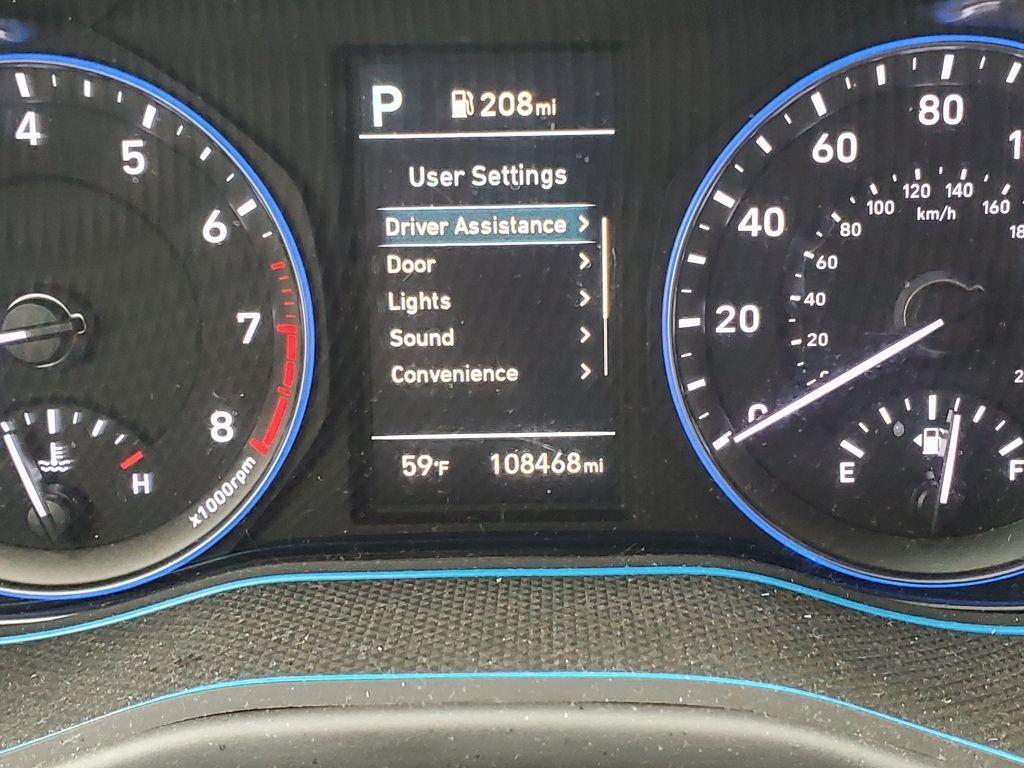 P 208mi
User Settings
Driver Assistance >
Door >
Lights >
Sound >
Convenience >
59°F 108468mi
4
5
6
7
8
x1000rpm
H
0
20
40
60
80
20
40
60
80
100
120
140
160
km/h
E
F